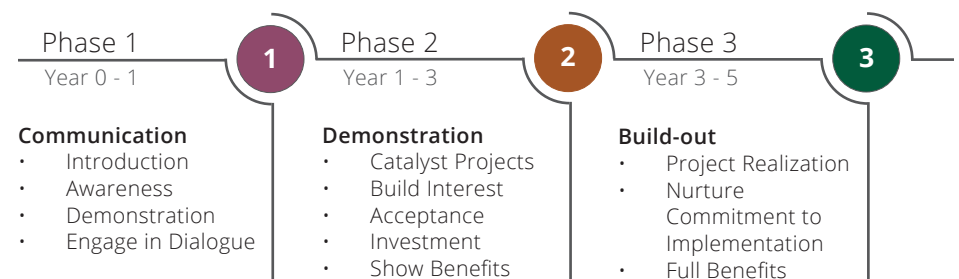 Phase 1
Year 0 - 1
1
Phase 2
Year 1 - 3
2
Phase 3
Year 3 - 5
3
Communication
• Introduction
• Awareness
• Demonstration
• Engage in Dialogue
Demonstration
• Catalyst Projects
• Build Interest
• Acceptance
• Investment
• Show Benefits
Build-out
• Project Realization
• Nurture
Commitment to
Implementation
• Full Benefits